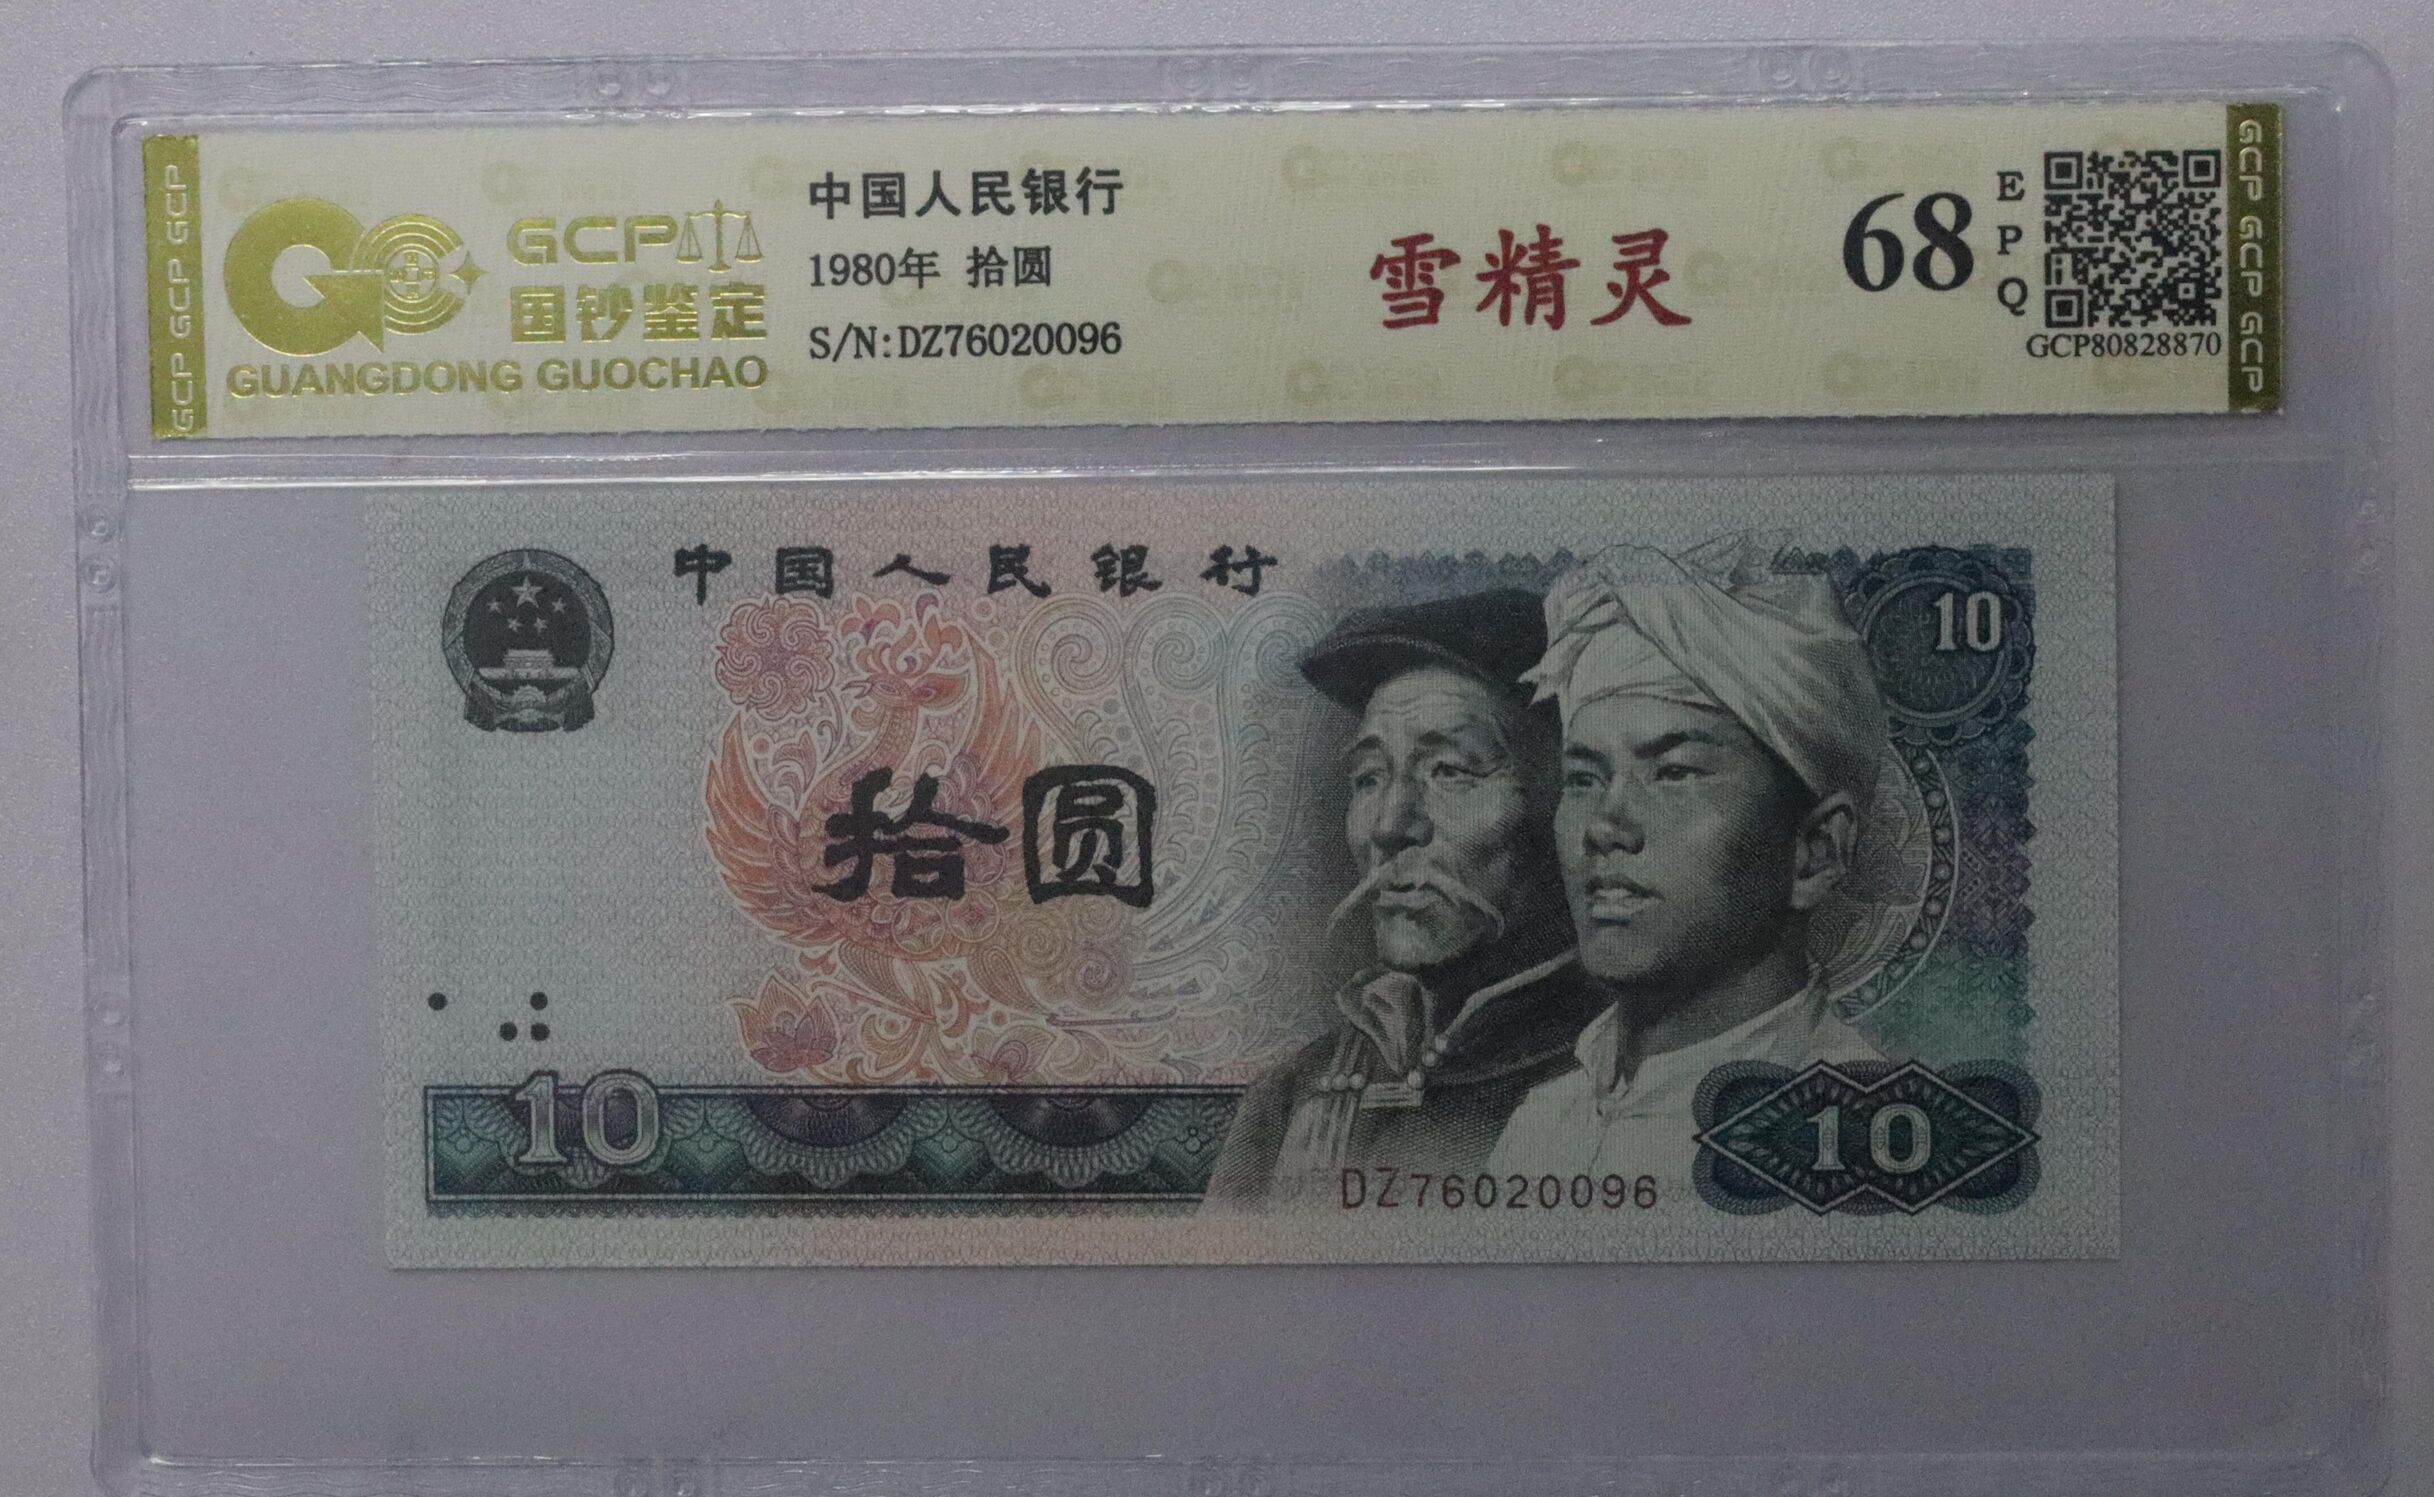 GCP GCP GCP
GCP
国钞鉴定
GUANGDONG GUOCHAO
中国人民银行
1980年 拾圆
S/N:DZ76020096
雪精灵
68
E
P
Q
GCP80828870
GCP GCP GCP
中国人民银行
10
拾圆
10
10
DZ76020096